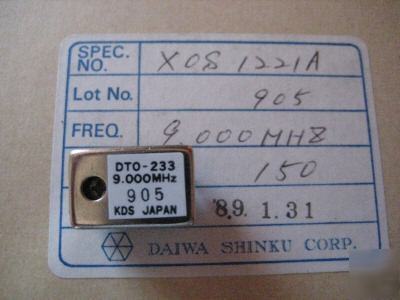 SPEC. NO. XOS 1221A
Lot No. 905
FREQ. 9.000MHZ
150
'89. 1. 31
DAIWA SHINKU CORP.
DTO-233
9.000MHz
905
KDS JAPAN